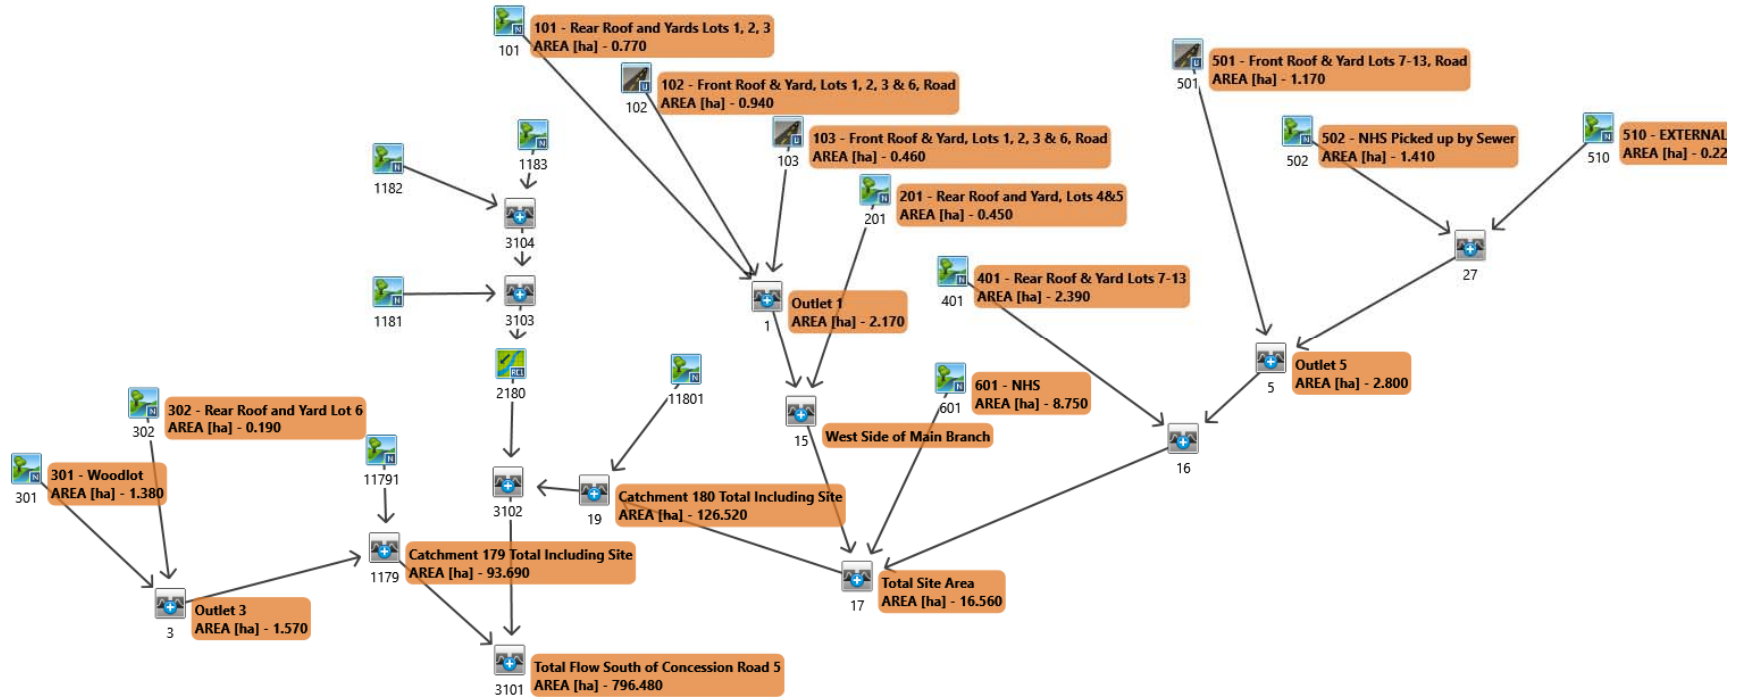 101 - Rear Roof and Yards Lots 1, 2, 3
AREA [ha] - 0.770
101
501 - Front Roof & Yard Lots 7-13, Road
AREA [ha] - 1.170
501
102 - Front Roof & Yard, Lots 1, 2, 3 & 6, Road
AREA [ha] - 0.940
102
103 - Front Roof & Yard, Lots 1, 2, 3 & 6, Road
AREA [ha] - 0.460
103
502 - NHS Picked up by Sewer
AREA [ha] - 1.410
502
510 - EXTERNAL
AREA [ha] - 0.22
510
1183
1182
201 - Rear Roof and Yard, Lots 4&5
AREA [ha] - 0.450
201
3104
27
401 - Rear Roof & Yard Lots 7-13
AREA [ha] - 2.390
401
1181
3103
Outlet 1
AREA [ha] - 2.170
1
Outlet 5
AREA [ha] - 2.800
5
2180
11801
601 - NHS
AREA [ha] - 8.750
601
302 - Rear Roof and Yard Lot 6
AREA [ha] - 0.190
302
West Side of Main Branch
15
16
11791
301 - Woodlot
AREA [ha] - 1.380
301
3102
Catchment 180 Total Including Site
AREA [ha] - 126.520
19
Catchment 179 Total Including Site
AREA [ha] - 93.690
1179
Total Site Area
AREA [ha] - 16.560
17
Outlet 3
AREA [ha] - 1.570
3
Total Flow South of Concession Road 5
AREA [ha] - 796.480
3101